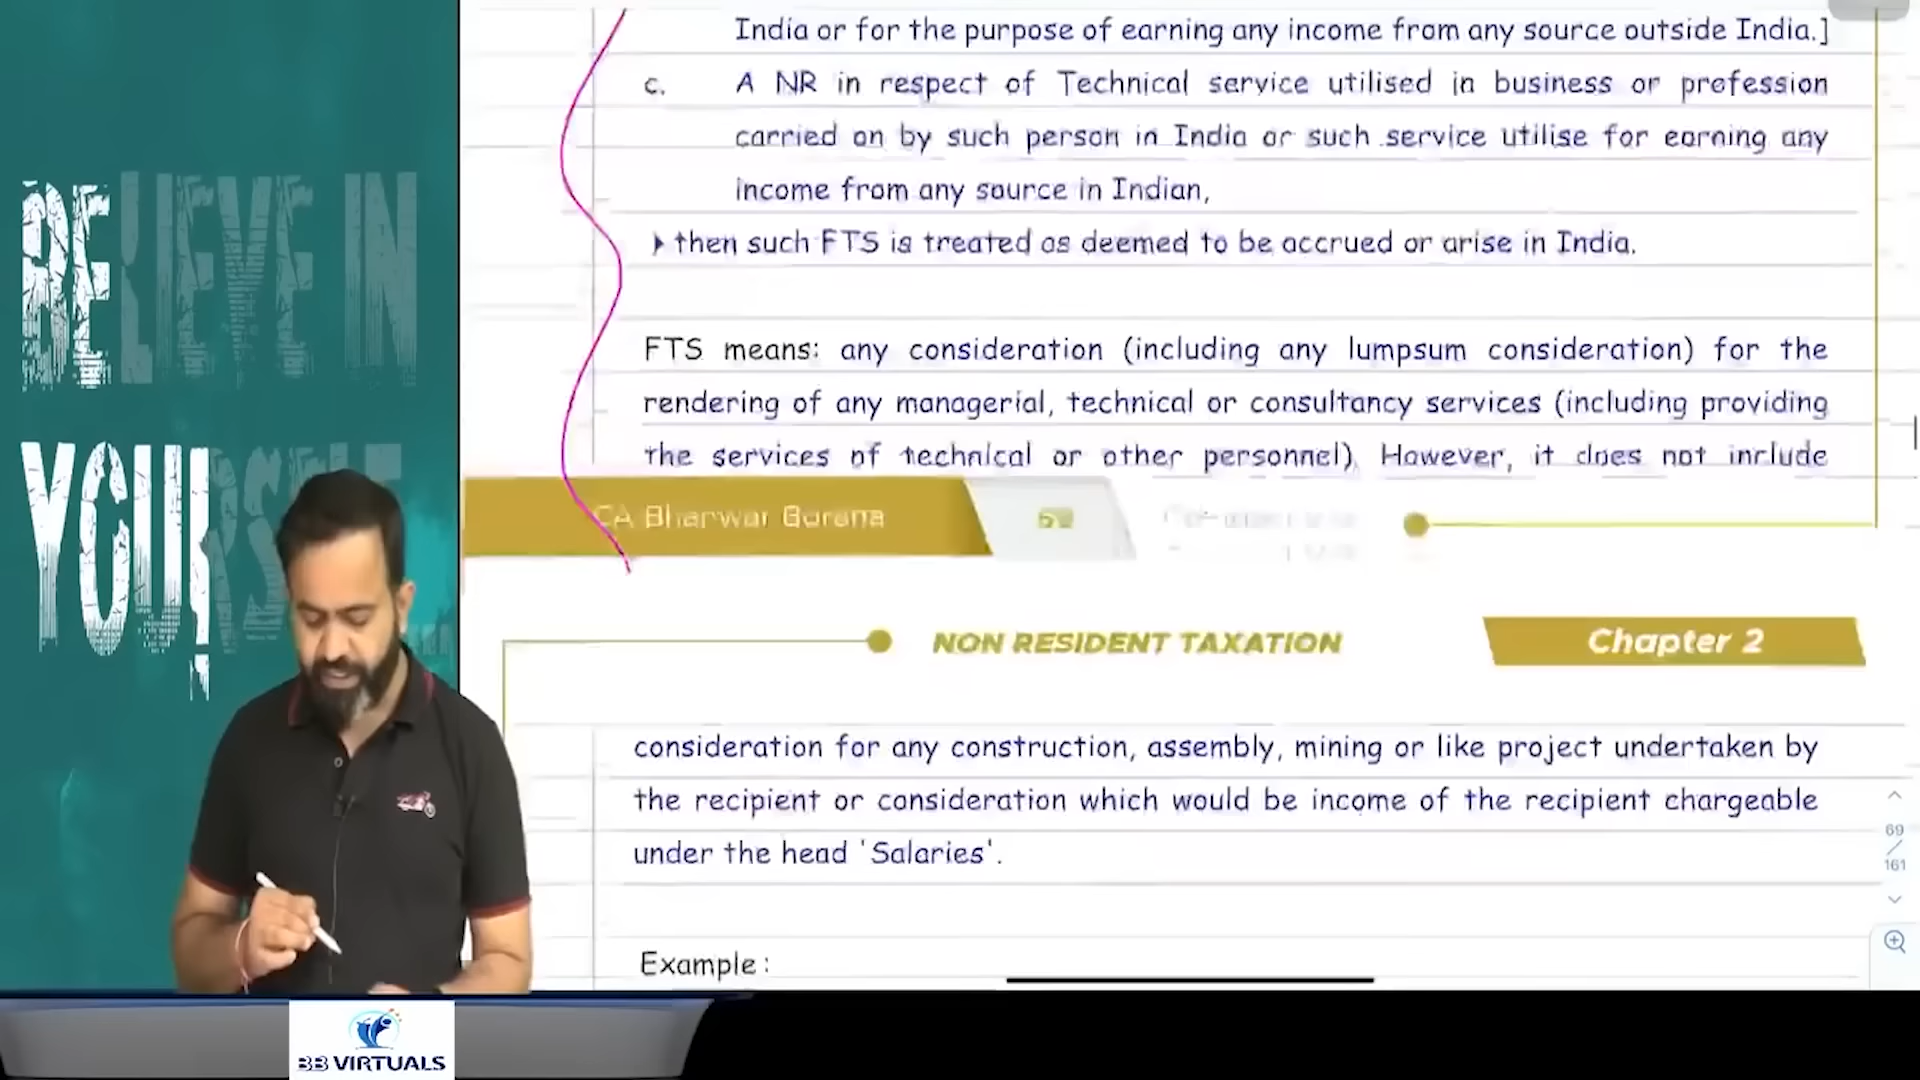 BELIEVE IN
YOURSELF
India or for the purpose of earning any income from any source outside India.]
c. A NR in respect of Technical service utilised in business or profession
carried on by such person in India or such service utilise for earning any
income from any source in Indian,
then such FTS is treated as deemed to be accrued or arise in India.
FTS means: any consideration (including any lumpsum consideration) for the
rendering of any managerial, technical or consultancy services (including providing
the services of technical or other personnel). However, it does not include
CA Bhanwar Borana
NON RESIDENT TAXATION
Chapter 2
consideration for any construction, assembly, mining or like project undertaken by
the recipient or consideration which would be income of the recipient chargeable
under the head 'Salaries'.
69
/
161
Example :
BB VIRTUALS